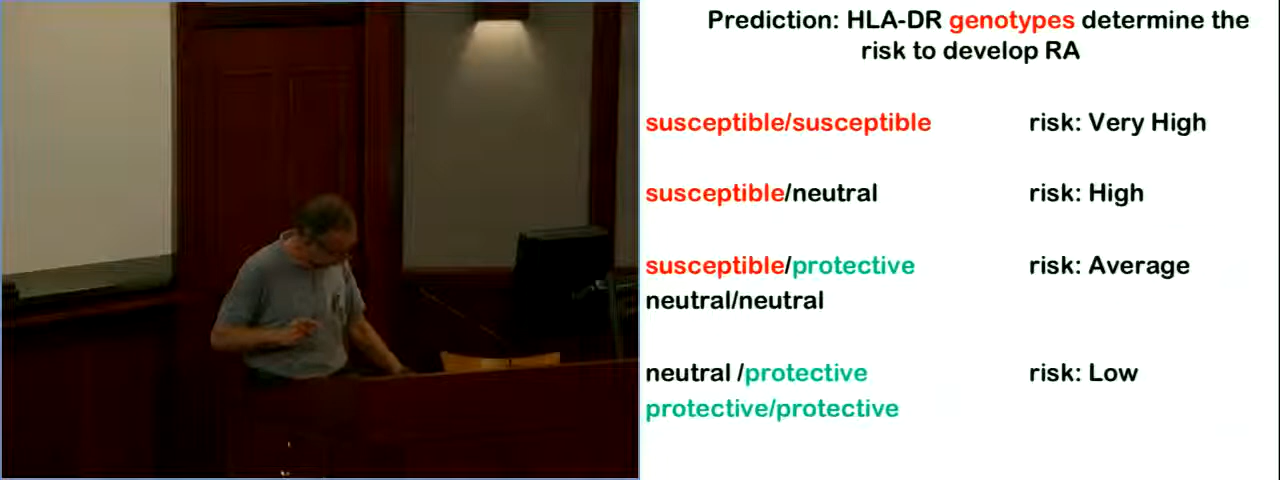 Prediction: HLA-DR genotypes determine the
risk to develop RA
susceptible/susceptible risk: Very High
susceptible/neutral risk: High
susceptible/protective risk: Average
neutral/neutral
neutral /protective risk: Low
protective/protective